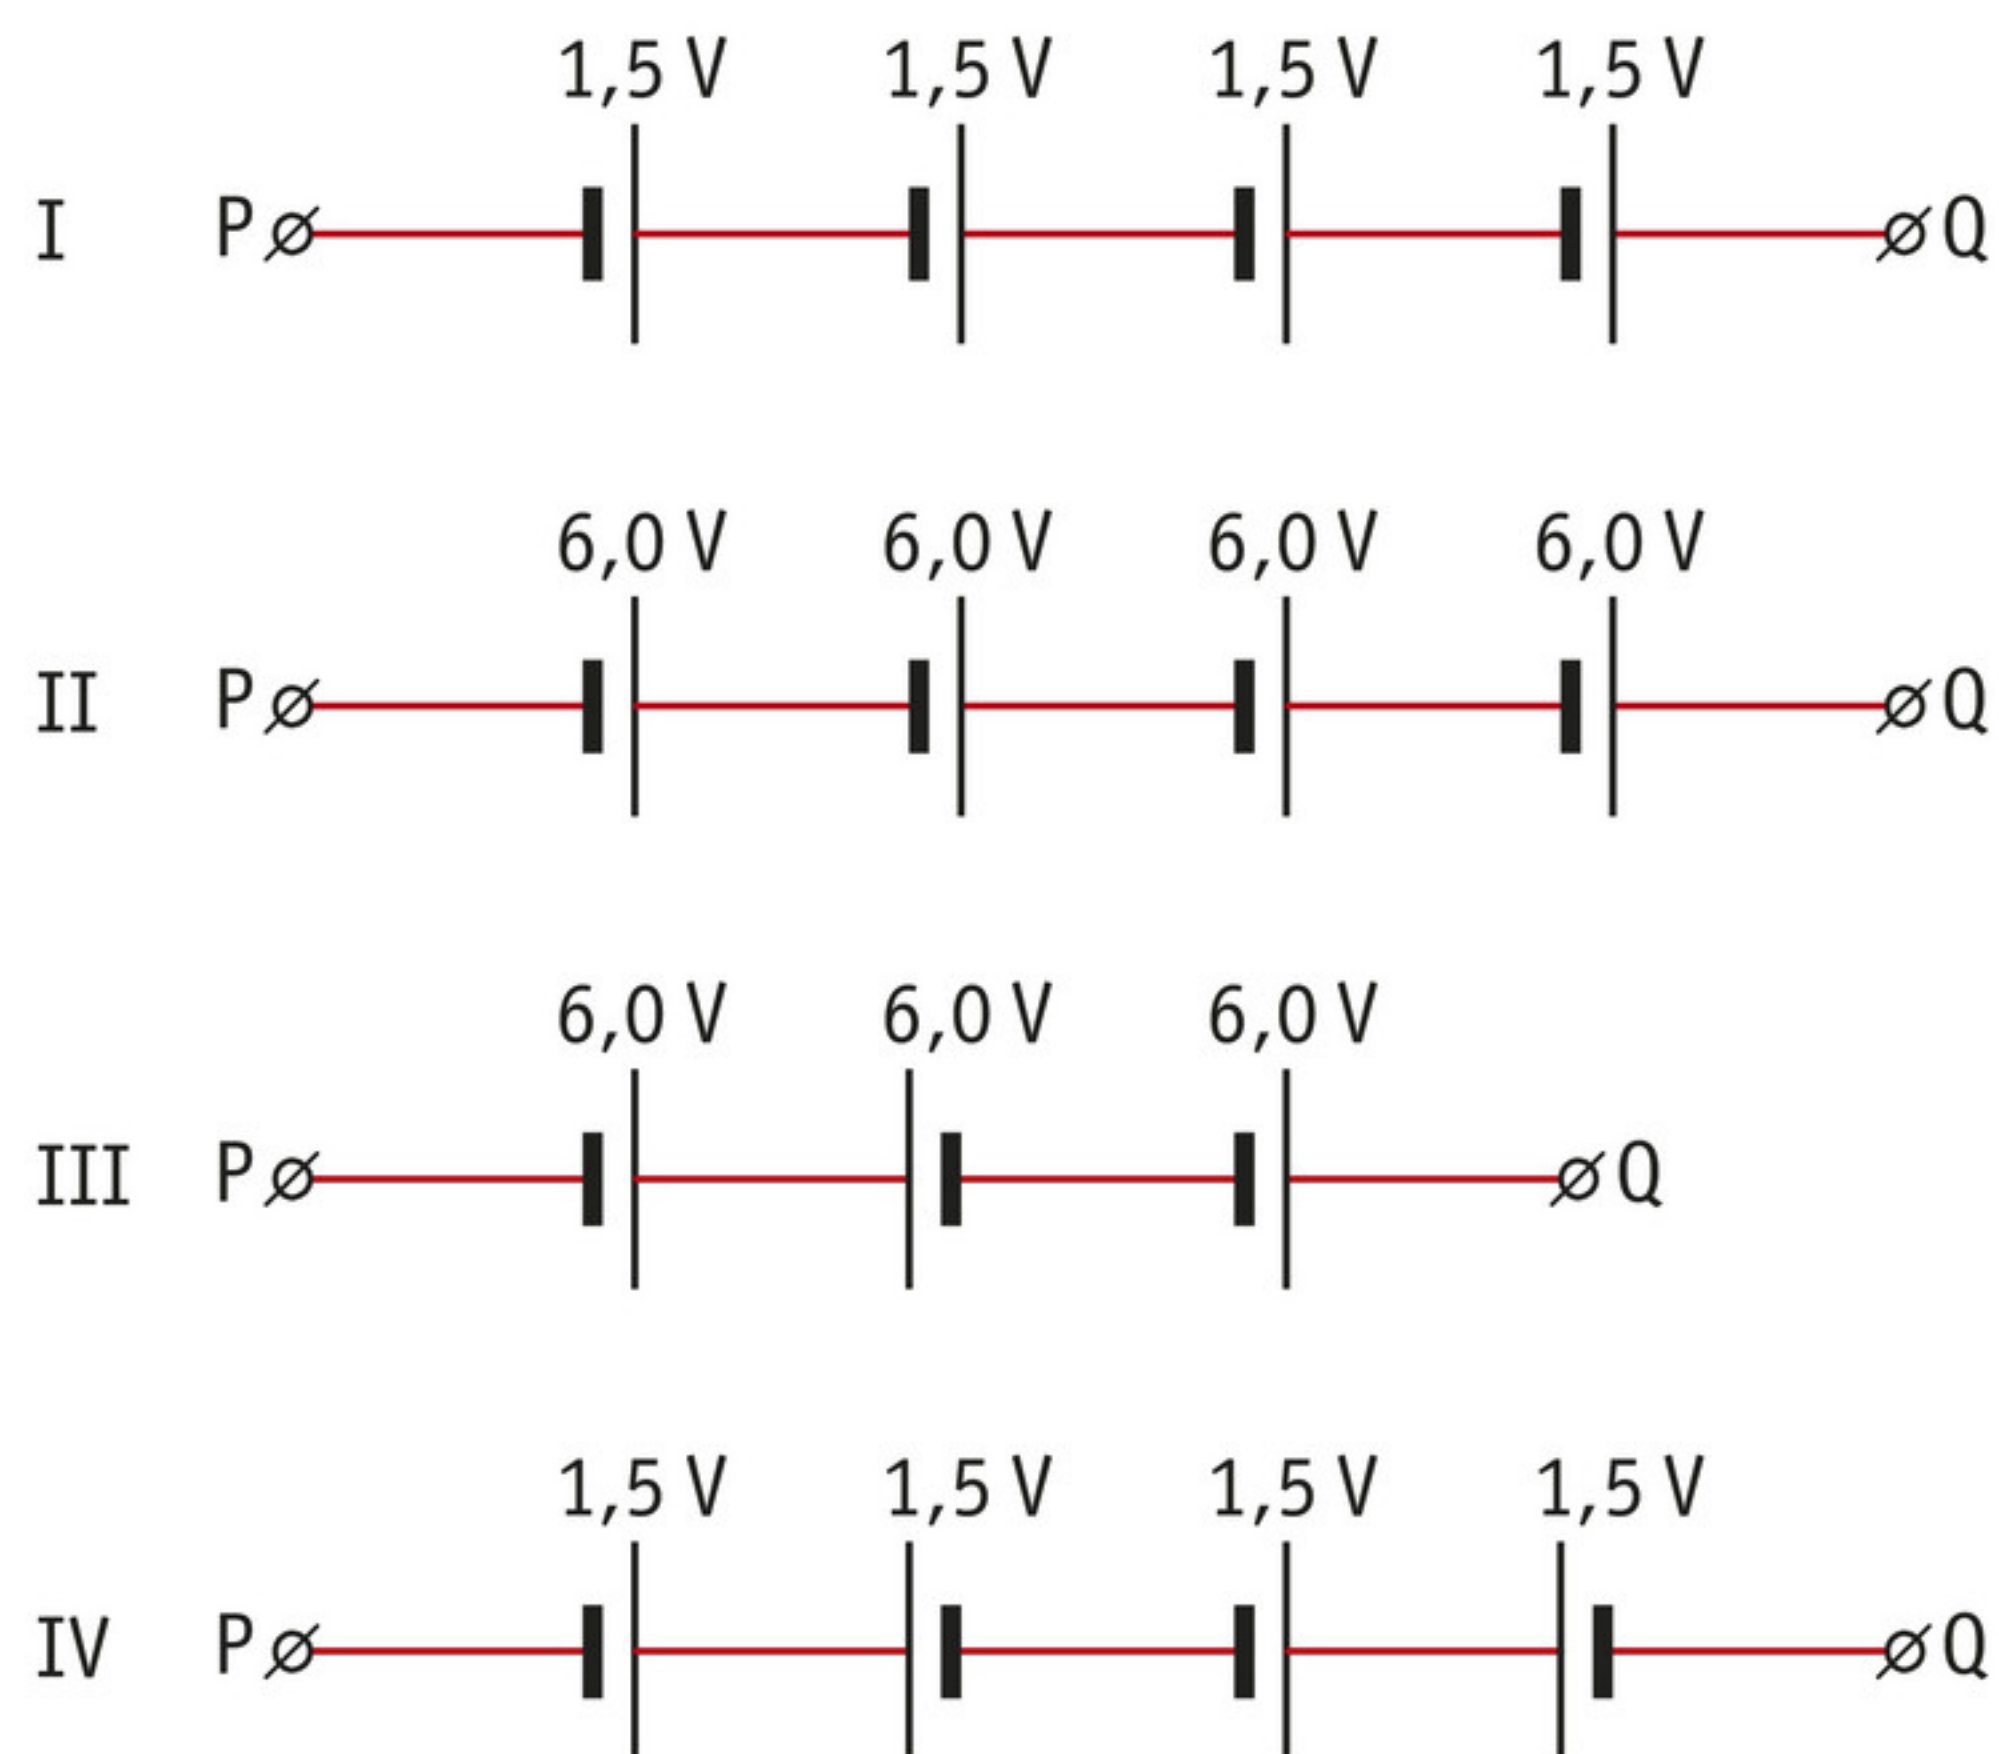 1,5 V 1,5 V 1,5 V 1,5 V
I P Q
6,0 V 6,0 V 6,0 V 6,0 V
II P Q
6,0 V 6,0 V 6,0 V
III P Q
1,5 V 1,5 V 1,5 V 1,5 V
IV P Q